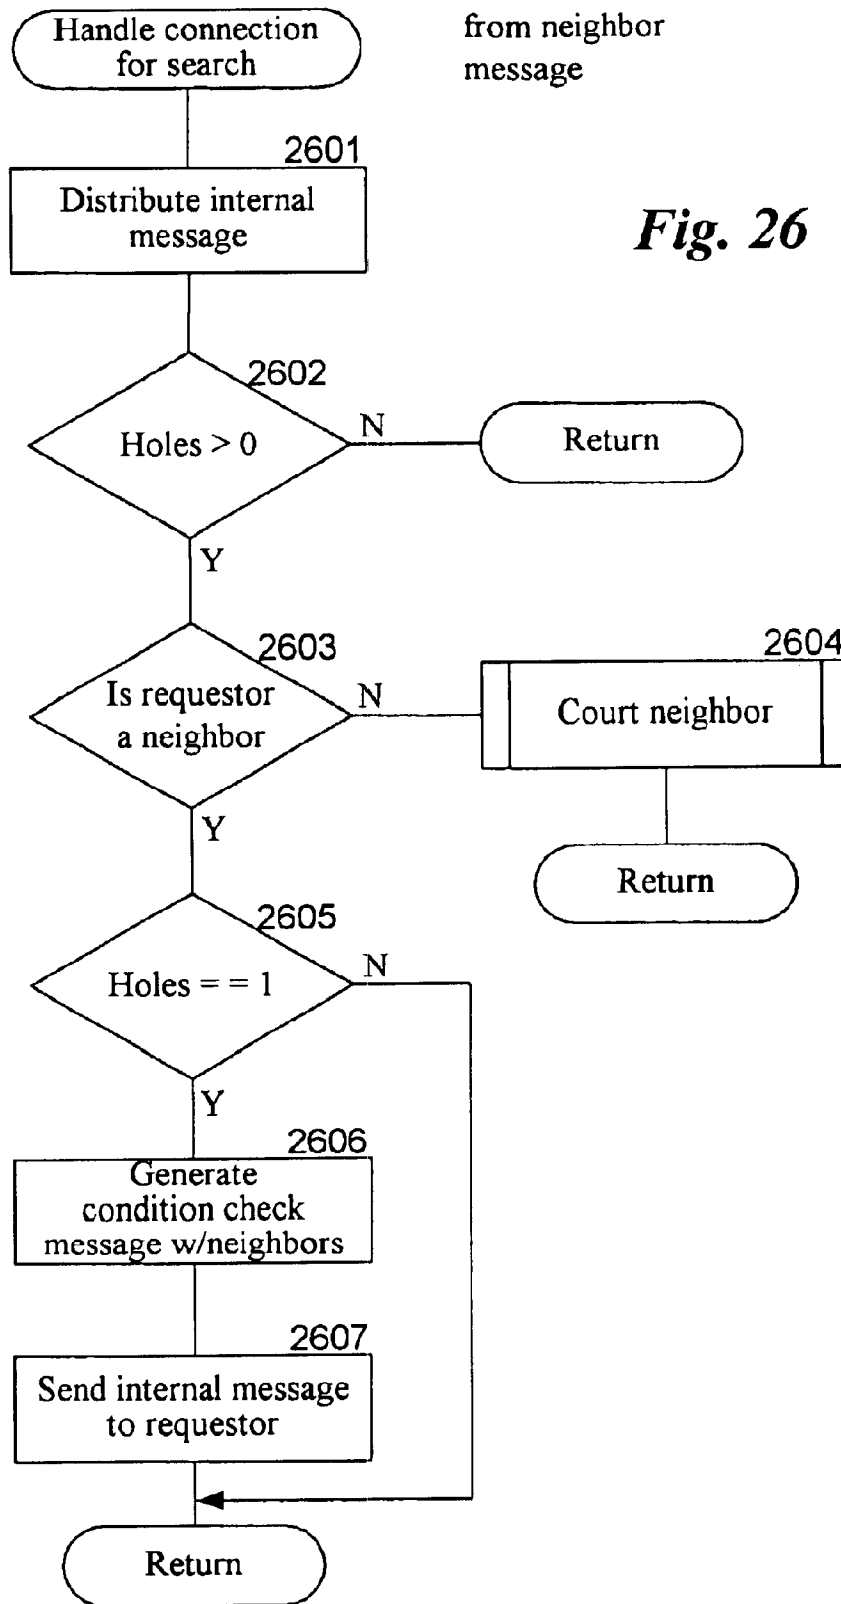 Handle connection
for search
from neighbor
message
2601
Distribute internal
message
Fig. 26
2602
Holes > 0
N
Return
Y
2603
Is requestor
a neighbor
N
2604
Court neighbor
Y
Return
2605
Holes = = 1
N
Y
2606
Generate
condition check
message w/neighbors
2607
Send internal message
to requestor
Return